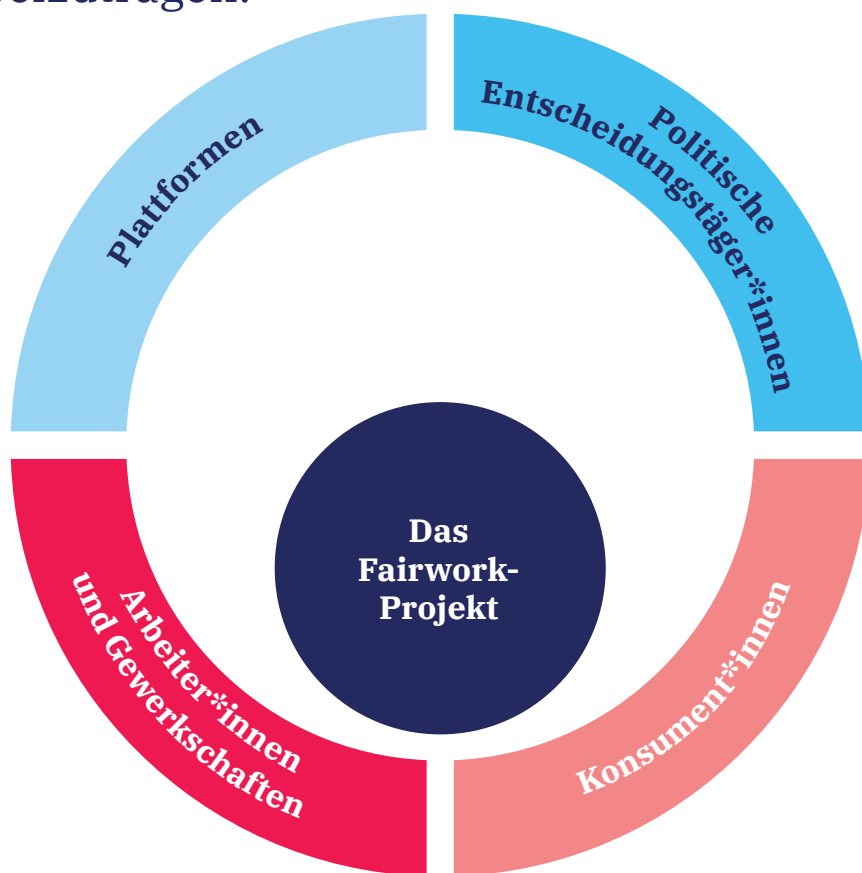 Plattformen
Politische
Entscheidungstäger*innen
Das
Fairwork-
Projekt
Arbeiter*innen
und Gewerkschaften
Konsument*innen